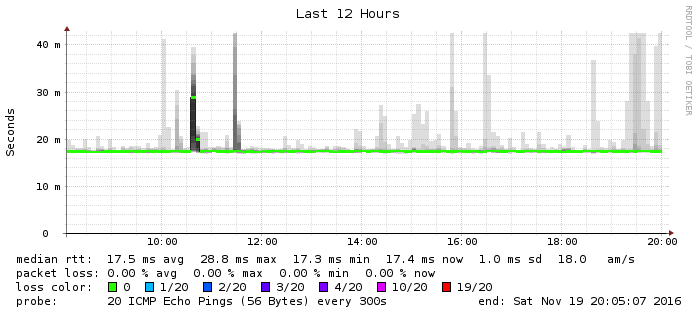 Last 12 Hours
RRDTOOL / TOBI OETIKER
Seconds
40 m
30 m
20 m
10 m
0
10:00 12:00 14:00 16:00 18:00 20:00
median rtt: 17.5 ms avg 28.8 ms max 17.3 ms min 17.4 ms now 1.0 ms sd 18.0 am/s
packet loss: 0.00 % avg 0.00 % max 0.00 % min 0.00 % now
loss color: 0 1/20 2/20 3/20 4/20 10/20 19/20
probe: 20 ICMP Echo Pings (56 Bytes) every 300s end: Sat Nov 19 20:05:07 2016